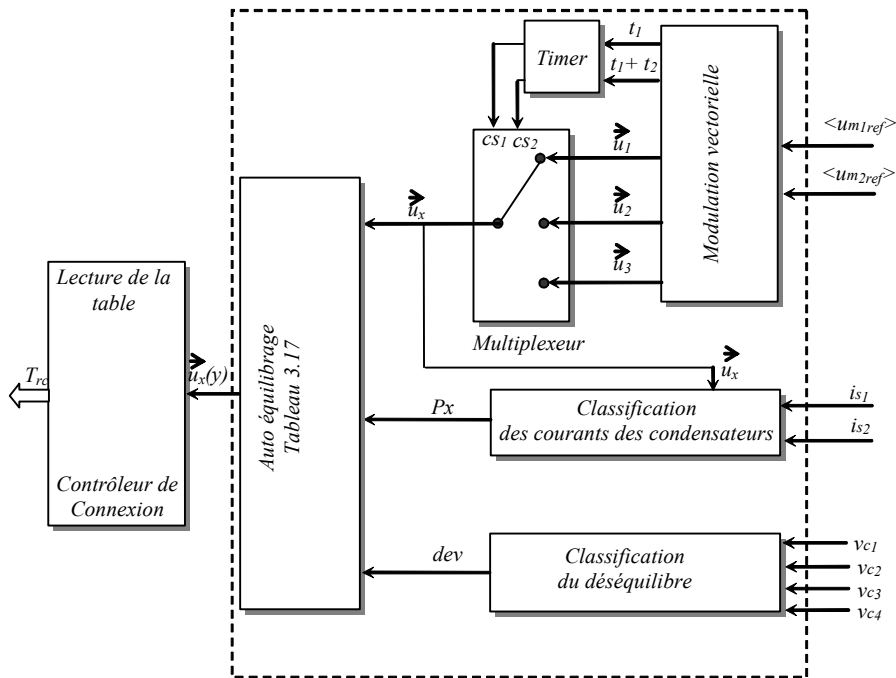 t1
t1+ t2
Timer
cs1 cs2
u1
u2
u3
Modulation vectorielle
<um1ref>
<um2ref>
ux
Multiplexeur
Lecture de la
table
Trc
ux(y)
Contrôleur de
Connexion
Auto équilibrage
Tableau 3.17
ux
Px
Classification
des courants des condensateurs
is1
is2
dev
Classification
du déséquilibre
vc1
vc2
vc3
vc4